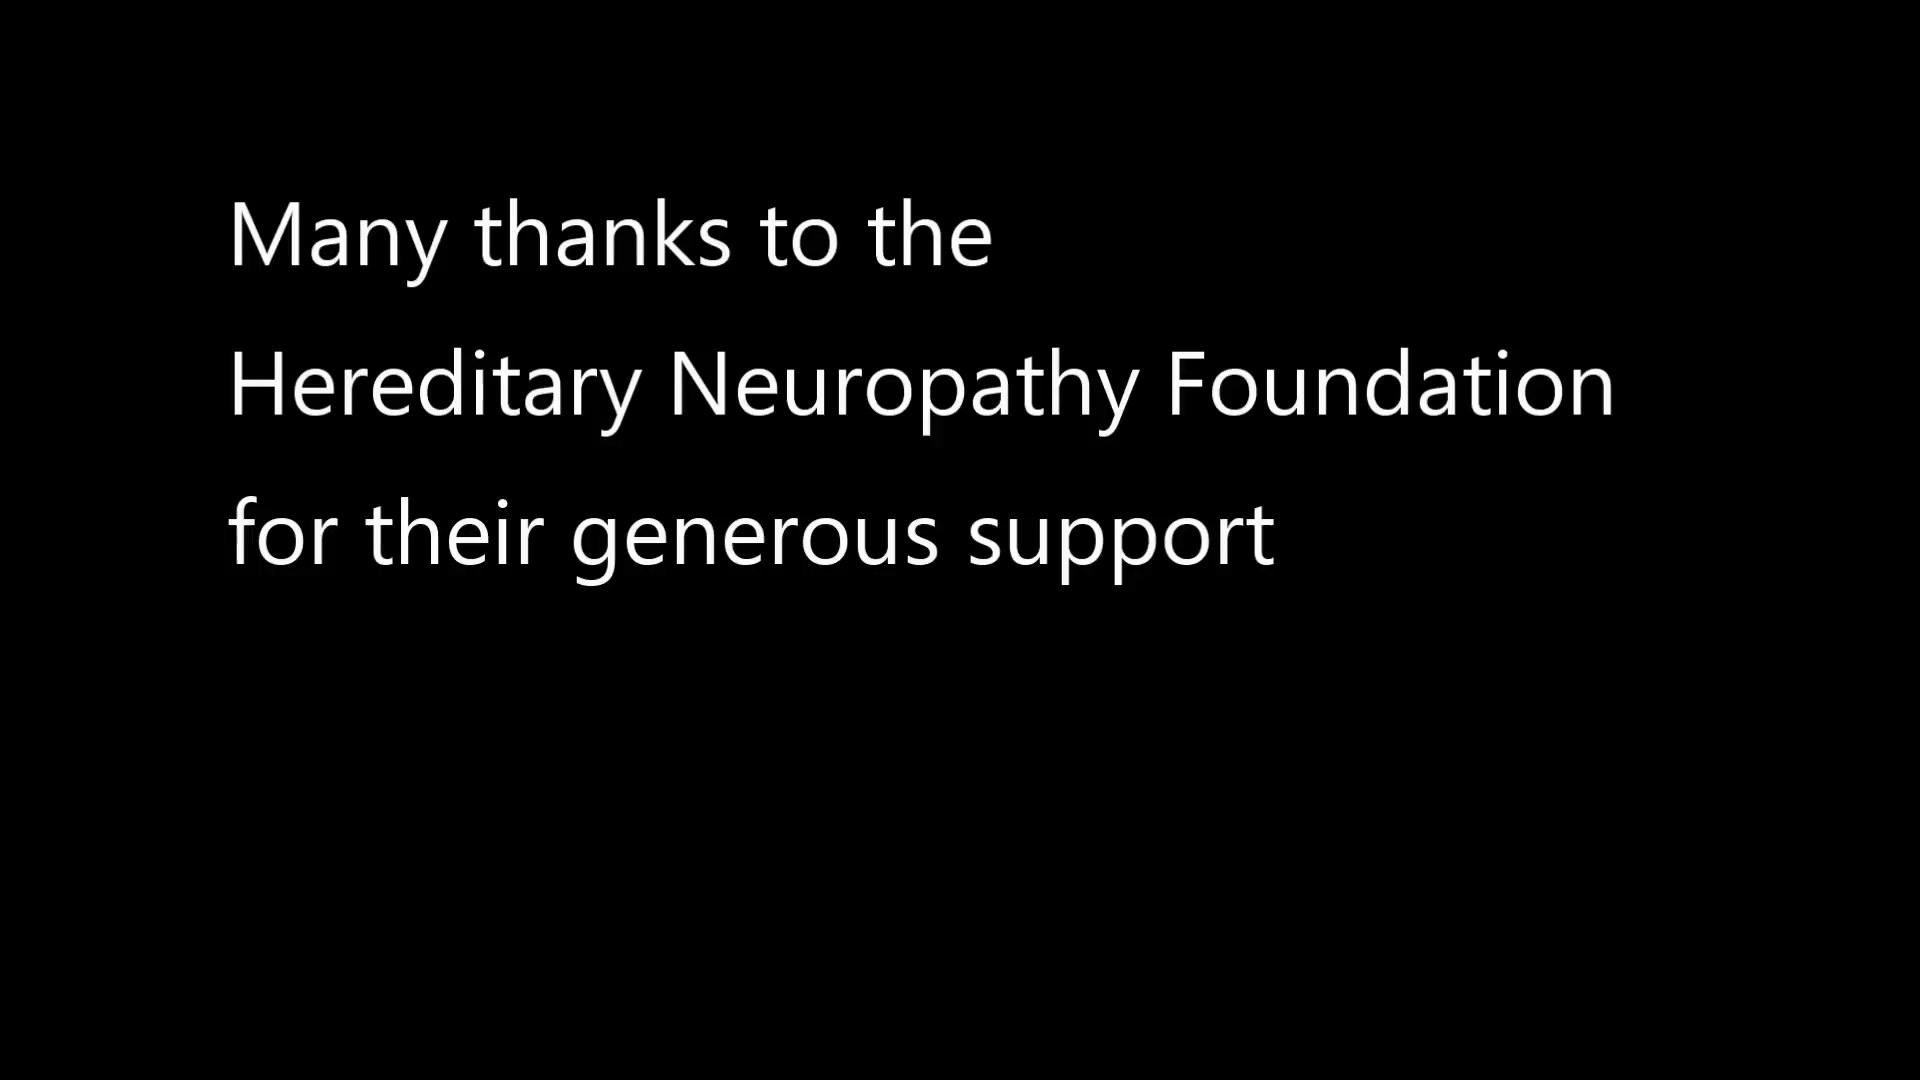 Many thanks to the
Hereditary Neuropathy Foundation
for their generous support